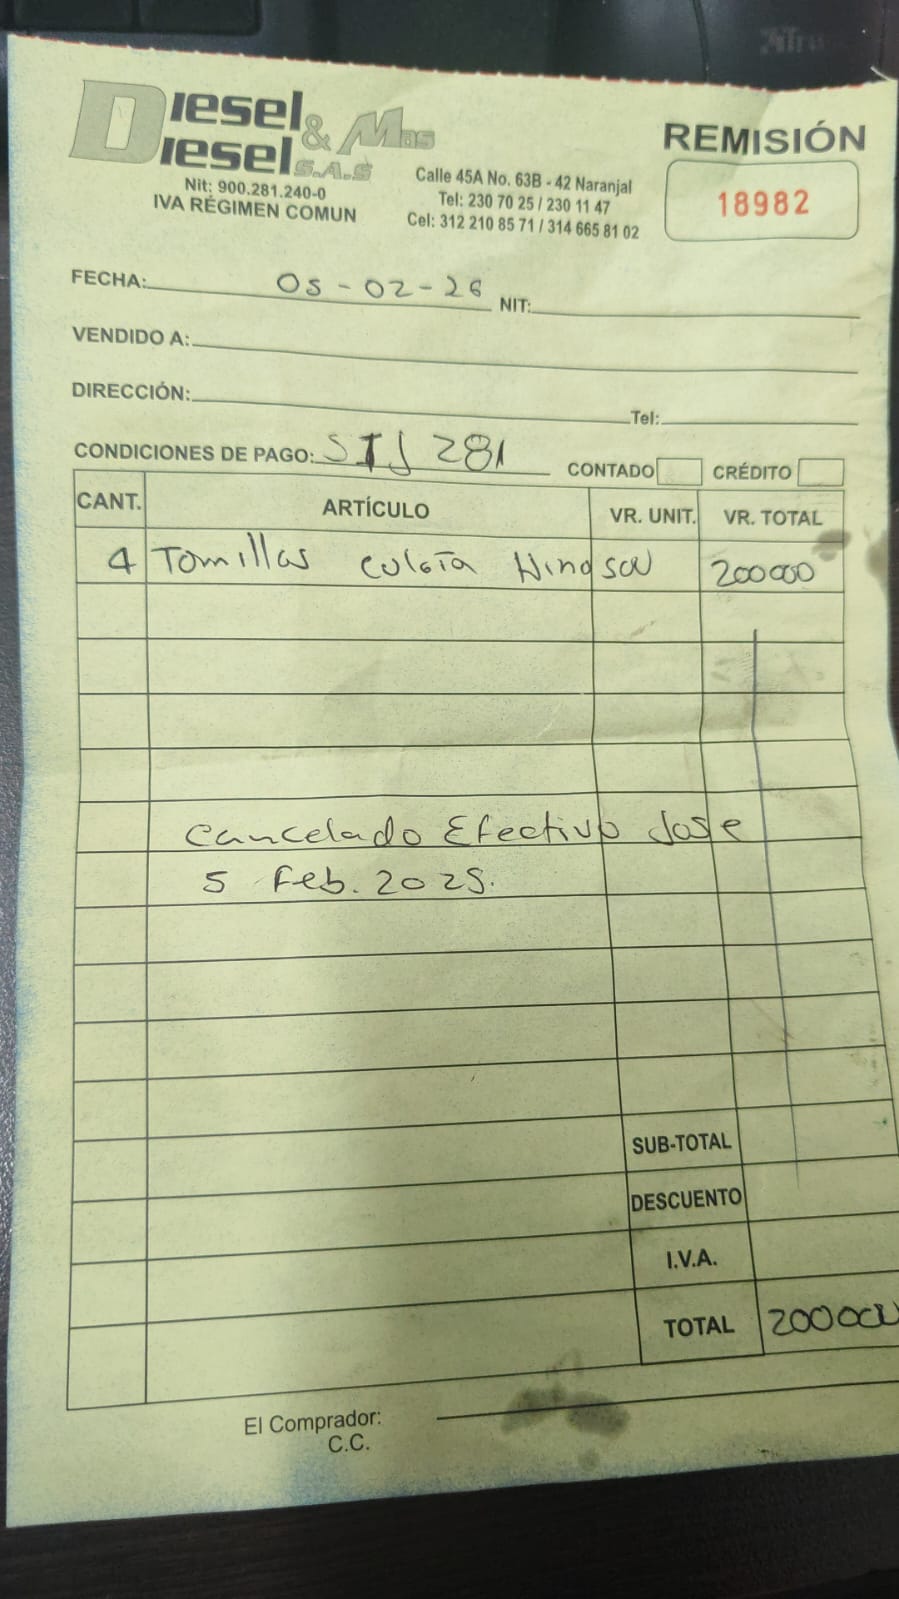 Diesel & Mas
Diesel S.A.S
Nit: 900.281.240-0
IVA RÉGIMEN COMUN
Calle 45A No. 63B - 42 Naranjal
Tel: 230 70 25 / 230 11 47
Cel: 312 210 85 71 / 314 665 81 02
REMISIÓN
18982
FECHA: 05-02-26 NIT:
VENDIDO A:
DIRECCIÓN:
Tel:
CONDICIONES DE PAGO: STJ 281 CONTADO CRÉDITO
CANT. ARTÍCULO VR. UNIT. VR. TOTAL
4 Tornillos culata 200000
Cancelado Efectivo Jose
5 Feb. 2025.
SUB-TOTAL
DESCUENTO
I.V.A.
TOTAL 200000
El Comprador:
C.C.